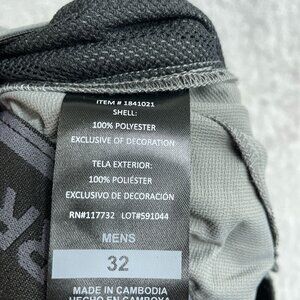 ITEM # 1841021
SHELL:
100% POLYESTER
EXCLUSIVE OF DECORATION
TELA EXTERIOR:
100% POLIÉSTER
EXCLUSIVO DE DECORACIÓN
RN#117732 LOT#591044
MENS
32
MADE IN CAMBODIA
HECHO EN CAMBOYA